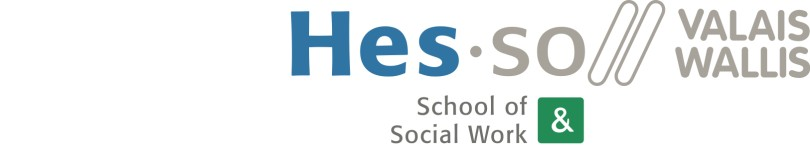 Hes·so VALAIS
WALLIS
School of
Social Work &